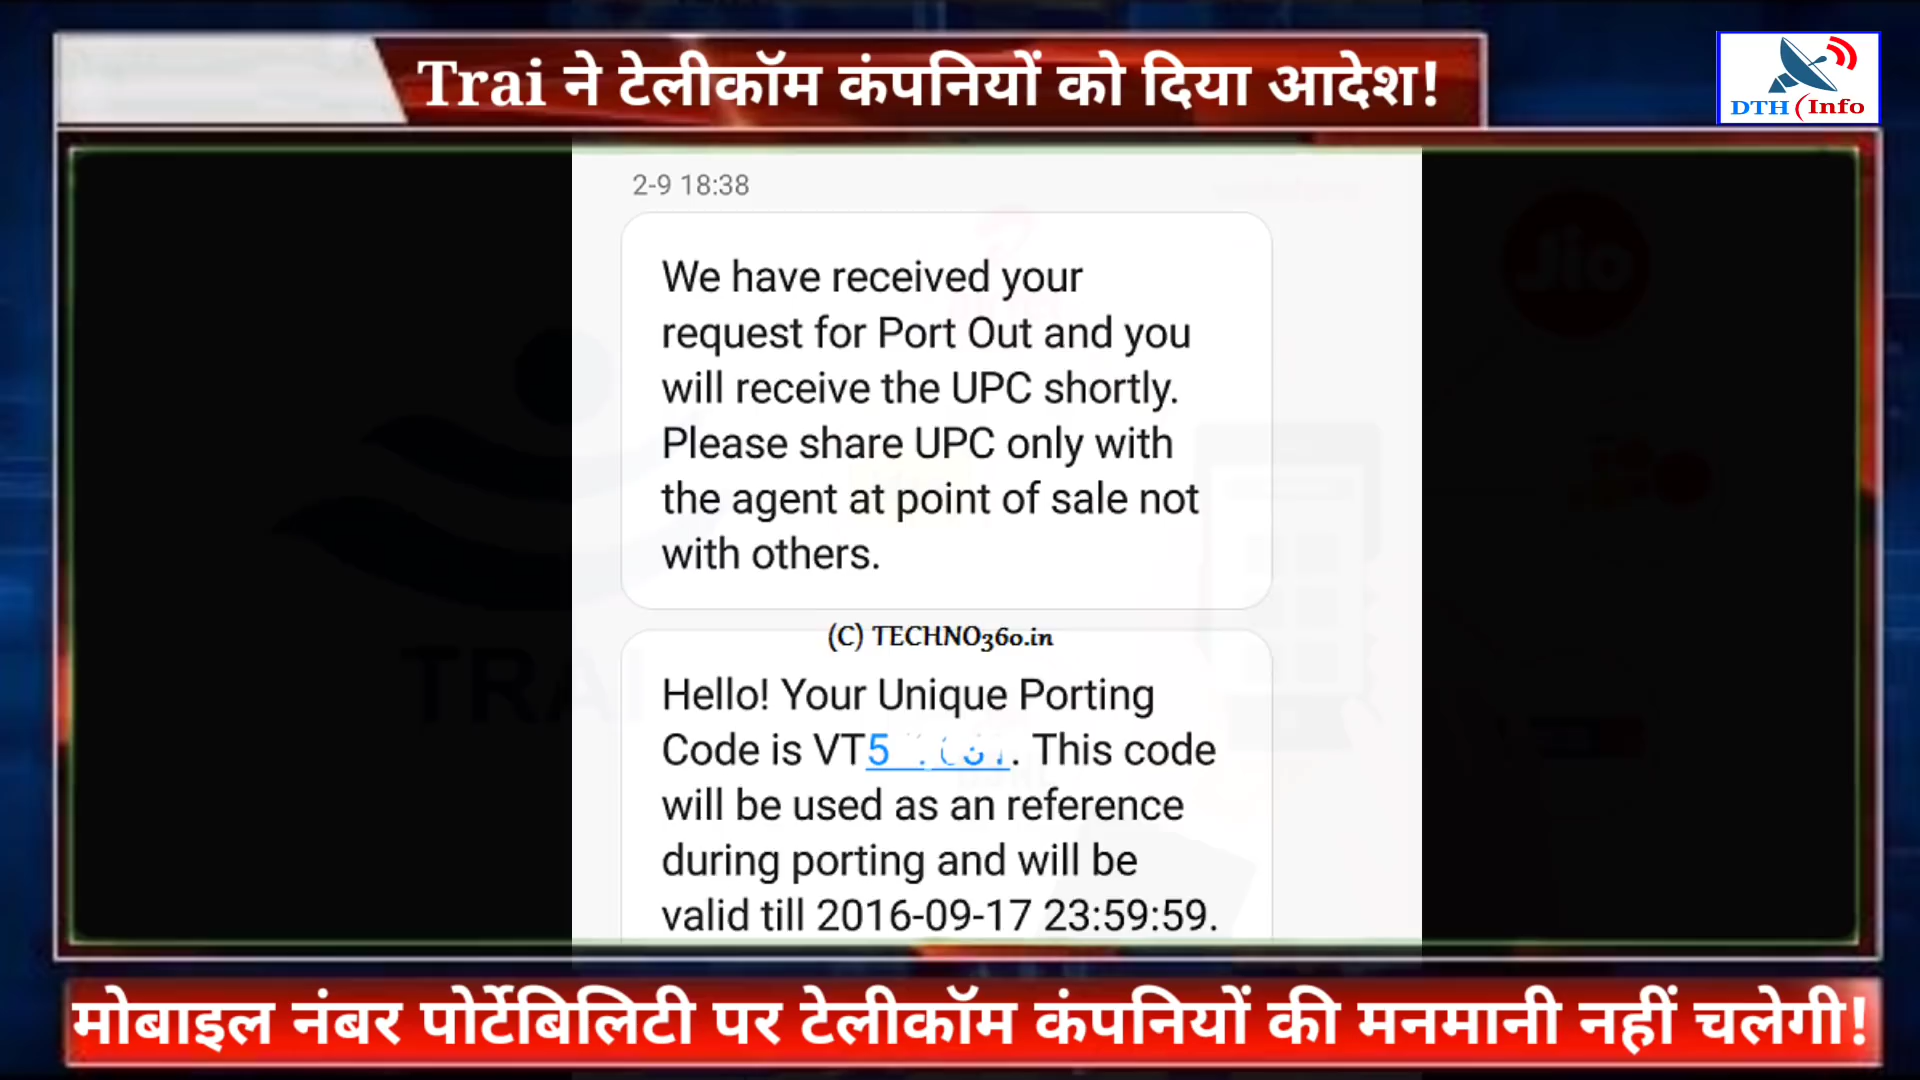 Trai ने टेलीकॉम कंपनियों को दिया आदेश!
DTH Info
2-9 18:38
We have received your
request for Port Out and you
will receive the UPC shortly.
Please share UPC only with
the agent at point of sale not
with others.
(C) TECHNO360.in
Hello! Your Unique Porting
Code is VT5 . This code
will be used as an reference
during porting and will be
valid till 2016-09-17 23:59:59.
TRAI
Jio
मोबाइल नंबर पोर्टेबिलिटी पर टेलीकॉम कंपनियों की मनमानी नहीं चलेगी!